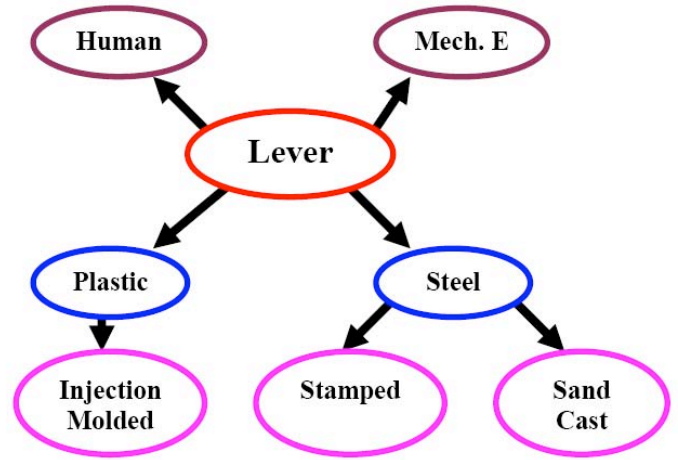 Human
Mech. E
Lever
Plastic
Steel
Injection
Molded
Stamped
Sand
Cast